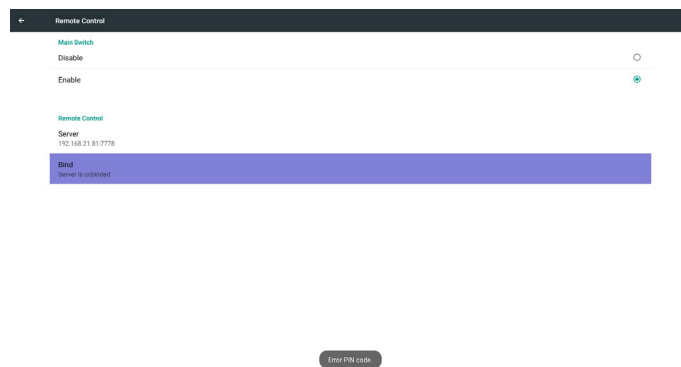 Remote Control
Main Switch
Disable
Enable
Remote Control
Server
192.168.21.81:7778
Bind
Server is unbinded
Error PIN code.